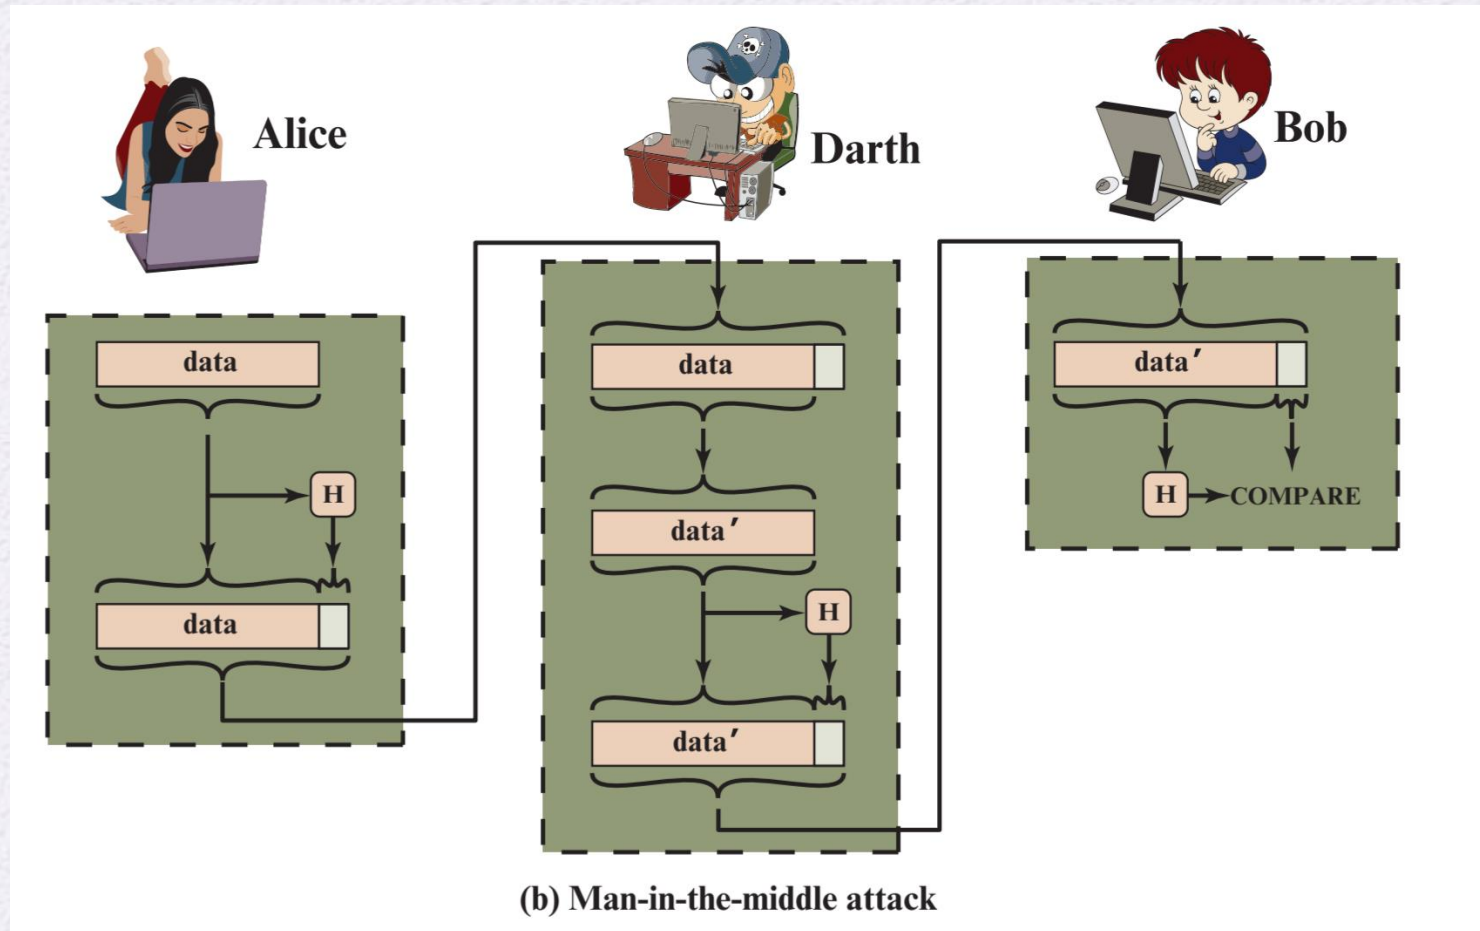 Alice
Darth
Bob
data
H
data
data
data′
H
data′
data′
H
COMPARE
(b) Man-in-the-middle attack